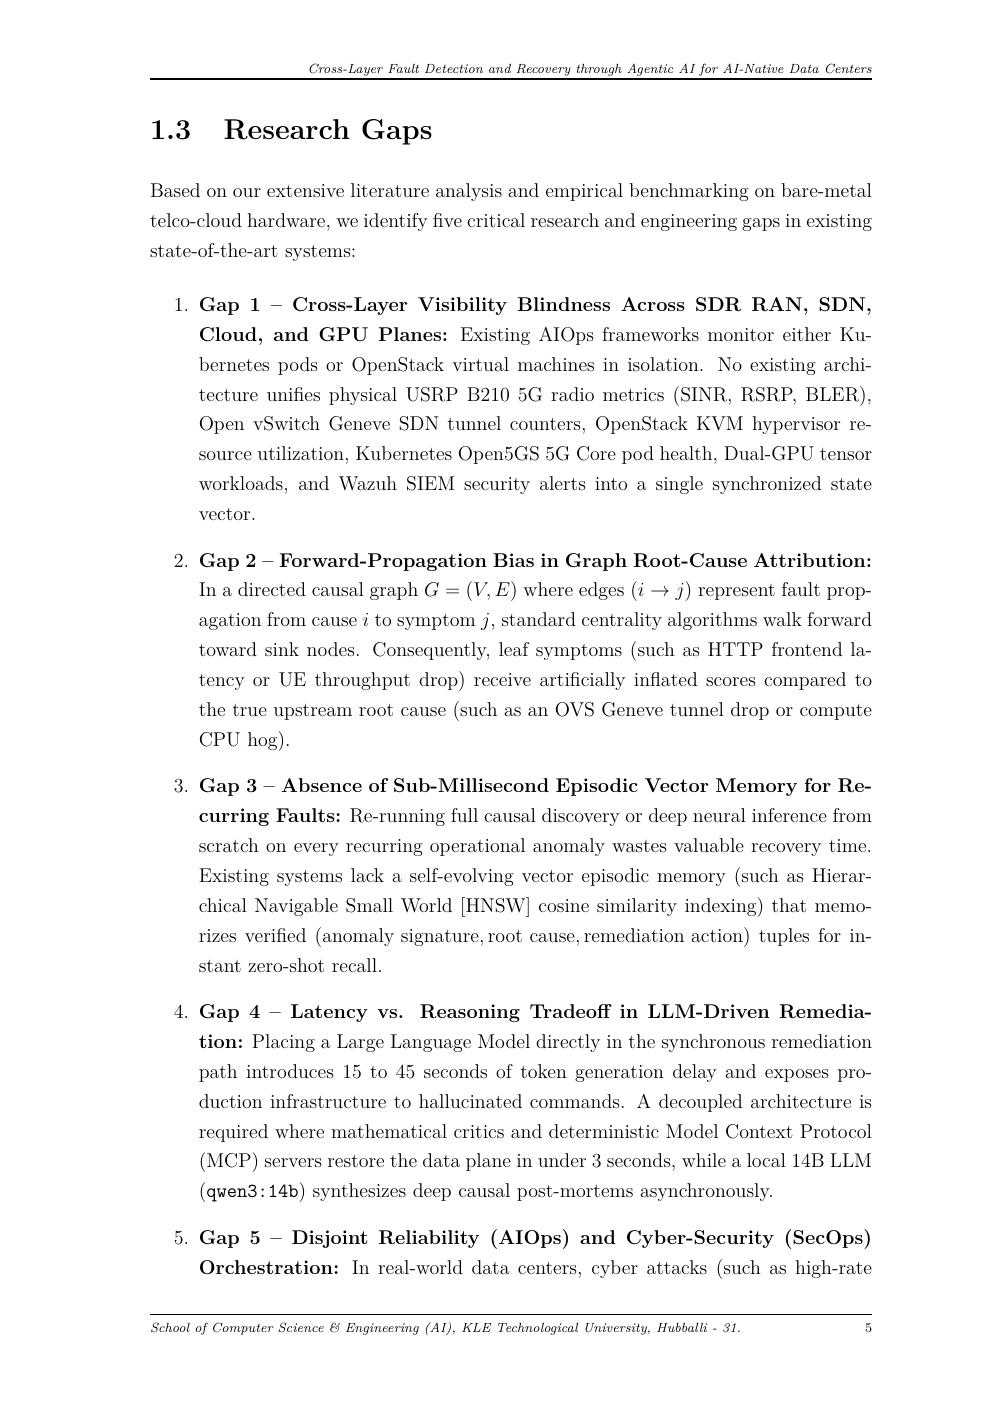 Cross-Layer Fault Detection and Recovery through Agentic AI for AI-Native Data Centers
1.3 Research Gaps
Based on our extensive literature analysis and empirical benchmarking on bare-metal
telco-cloud hardware, we identify five critical research and engineering gaps in existing
state-of-the-art systems:
1. Gap 1 – Cross-Layer Visibility Blindness Across SDR RAN, SDN,
Cloud, and GPU Planes: Existing AIOps frameworks monitor either Ku-
bernetes pods or OpenStack virtual machines in isolation. No existing archi-
tecture unifies physical USRP B210 5G radio metrics (SINR, RSRP, BLER),
Open vSwitch Geneve SDN tunnel counters, OpenStack KVM hypervisor re-
source utilization, Kubernetes Open5GS 5G Core pod health, Dual-GPU tensor
workloads, and Wazuh SIEM security alerts into a single synchronized state
vector.
2. Gap 2 – Forward-Propagation Bias in Graph Root-Cause Attribution:
In a directed causal graph G = (V, E) where edges (i → j) represent fault prop-
agation from cause i to symptom j, standard centrality algorithms walk forward
toward sink nodes. Consequently, leaf symptoms (such as HTTP frontend la-
tency or UE throughput drop) receive artificially inflated scores compared to
the true upstream root cause (such as an OVS Geneve tunnel drop or compute
CPU hog).
3. Gap 3 – Absence of Sub-Millisecond Episodic Vector Memory for Re-
curring Faults: Re-running full causal discovery or deep neural inference from
scratch on every recurring operational anomaly wastes valuable recovery time.
Existing systems lack a self-evolving vector episodic memory (such as Hierar-
chical Navigable Small World [HNSW] cosine similarity indexing) that memo-
rizes verified (anomaly signature, root cause, remediation action) tuples for in-
stant zero-shot recall.
4. Gap 4 – Latency vs. Reasoning Tradeoff in LLM-Driven Remedia-
tion: Placing a Large Language Model directly in the synchronous remediation
path introduces 15 to 45 seconds of token generation delay and exposes pro-
duction infrastructure to hallucinated commands. A decoupled architecture is
required where mathematical critics and deterministic Model Context Protocol
(MCP) servers restore the data plane in under 3 seconds, while a local 14B LLM
(qwen3:14b) synthesizes deep causal post-mortems asynchronously.
5. Gap 5 – Disjoint Reliability (AIOps) and Cyber-Security (SecOps)
Orchestration: In real-world data centers, cyber attacks (such as high-rate
School of Computer Science & Engineering (AI), KLE Technological University, Hubballi - 31. 5